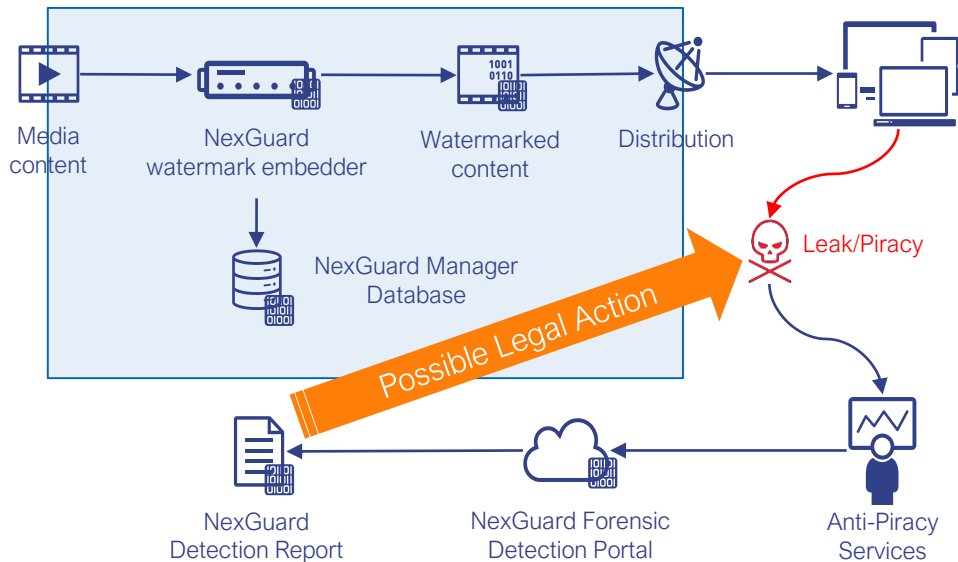 1001
0110
Media
content
NexGuard
watermark embedder
Watermarked
content
Distribution
NexGuard Manager
Database
Leak/Piracy
Possible Legal Action
NexGuard
Detection Report
NexGuard Forensic
Detection Portal
Anti-Piracy
Services